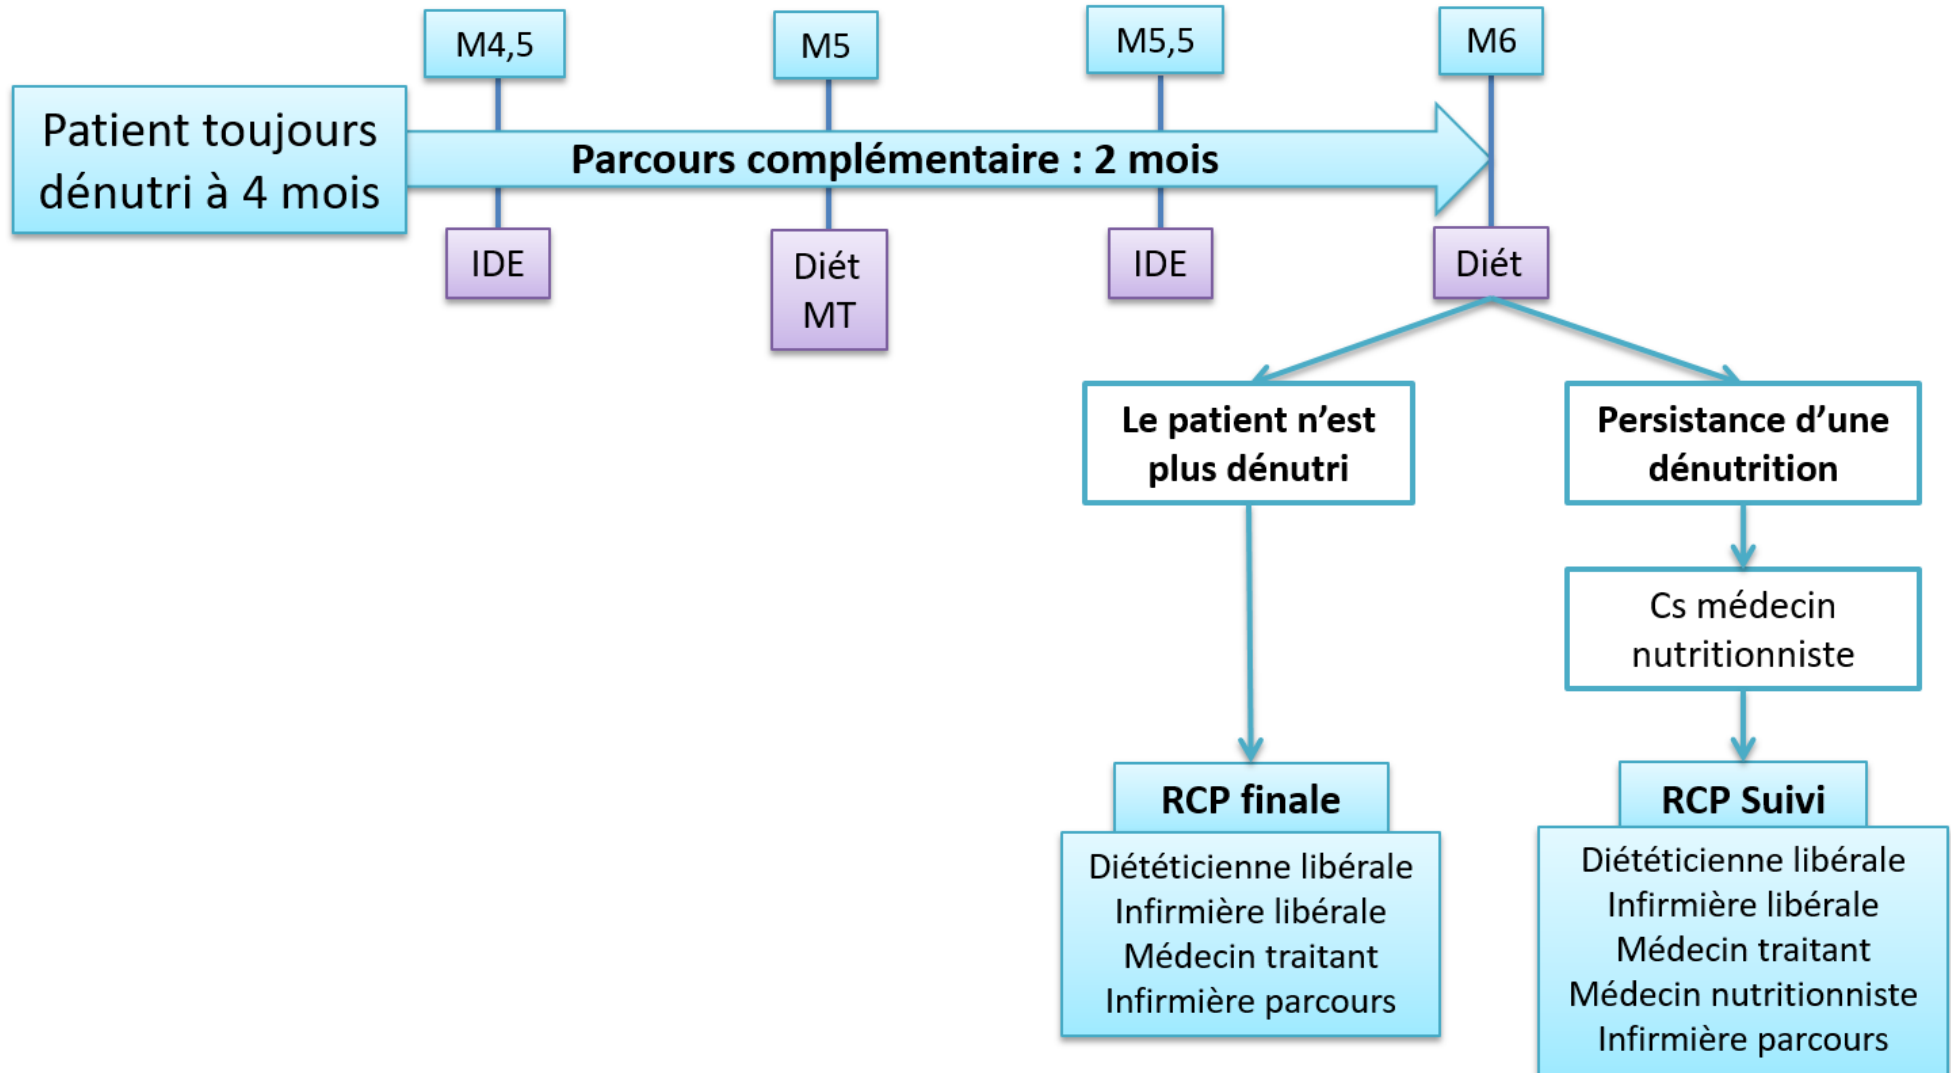 M4,5
M5
M5,5
M6
Patient toujours
dénutri à 4 mois
Parcours complémentaire : 2 mois
IDE
Diét
MT
IDE
Diét
Le patient n'est
plus dénutri
Persistance d'une
dénutrition
Cs médecin
nutritionniste
RCP finale
Diététicienne libérale
Infirmière libérale
Médecin traitant
Infirmière parcours
RCP Suivi
Diététicienne libérale
Infirmière libérale
Médecin traitant
Médecin nutritionniste
Infirmière parcours